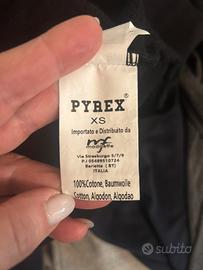 PYREX®
XS
Importato e Distribuito da
Via Strasburgo 5/7/9
P.I 05489510724
Barletta (BT)
ITALIA
100%Cotone, Baumwolle
Cotton, Algodon, Algodao
subito